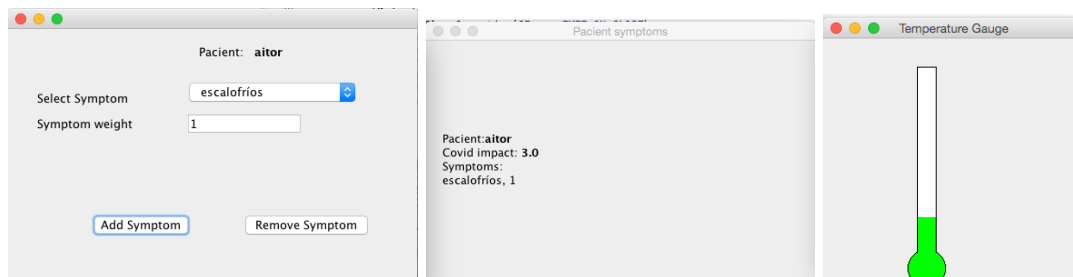 Pacient: aitor
Select Symptom
escalofríos
Symptom weight
1
Add Symptom
Remove Symptom
Pacient symptoms
Pacient:aitor
Covid impact: 3.0
Symptoms:
escalofríos, 1
Temperature Gauge